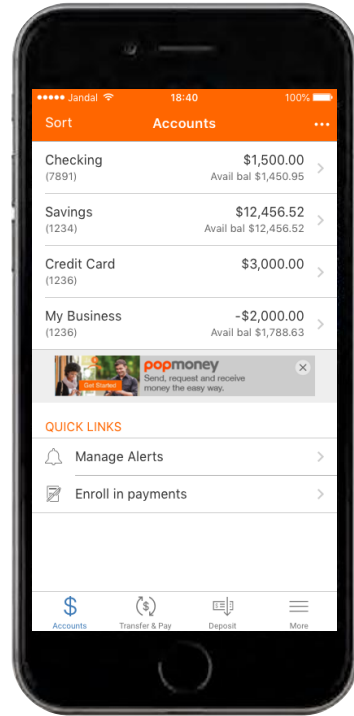 Jandal 18:40 100%
Sort Accounts ...
Checking $1,500.00
(7891) Avail bal $1,450.95
Savings $12,456.52
(1234) Avail bal $12,456.52
Credit Card $3,000.00
(1236)
My Business -$2,000.00
(1236) Avail bal $1,788.63
popmoney
Send, request and receive
money the easy way.
Get Started
QUICK LINKS
Manage Alerts
Enroll in payments
Accounts Transfer & Pay Deposit More